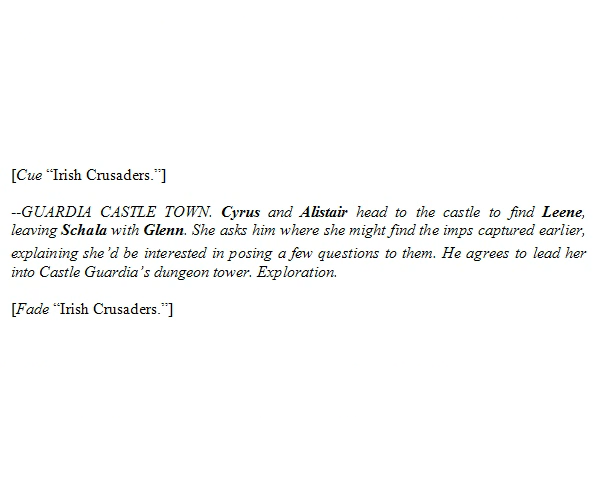 [Cue “Irish Crusaders.”]
--GUARDIA CASTLE TOWN. Cyrus and Alistair head to the castle to find Leene,
leaving Schala with Glenn. She asks him where she might find the imps captured earlier,
explaining she’d be interested in posing a few questions to them. He agrees to lead her
into Castle Guardia’s dungeon tower. Exploration.
[Fade “Irish Crusaders.”]